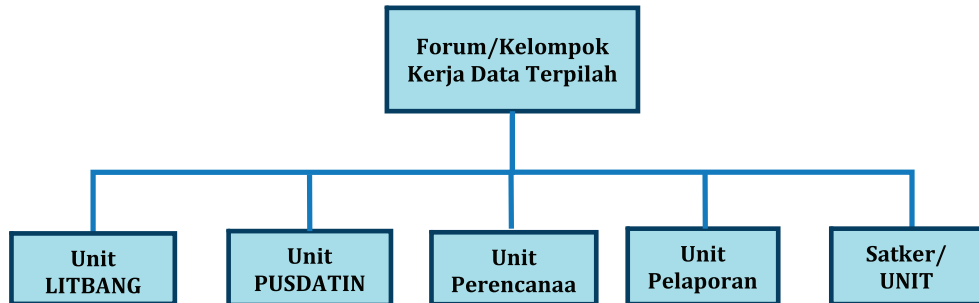 Forum/Kelompok
Kerja Data Terpilah
Unit
LITBANG
Unit
PUSDATIN
Unit
Perencanaa
Unit
Pelaporan
Satker/
UNIT